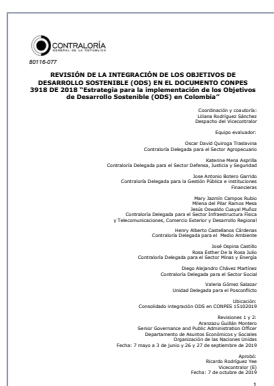 CONTRALORÍA
GENERAL DE LA REPÚBLICA
80116-077
REVISIÓN DE LA INTEGRACIÓN DE LOS OBJETIVOS DE
DESARROLLO SOSTENIBLE (ODS) EN EL DOCUMENTO CONPES
3918 DE 2018 "Estrategia para la implementación de los Objetivos
de Desarrollo Sostenible (ODS) en Colombia"
Coordinación y coautoría:
Liliana Rodríguez Sánchez
Despacho del Vicecontralor
Equipo evaluador:
Oscar David Quiroga Traslavina
Contraloría Delegada para el Sector Agropecuario
Katerine Mena Asprilla
Contraloría Delegada para el Sector Defensa, Justicia y Seguridad
Jose Antonio Botero Garrido
Contraloría Delegada para la Gestión Pública e Instituciones
Financieras
Mary Jazmín Campos Rubio
Milena del Pilar Ramos Mesa
Jesús Oswaldo Cuayal Muñoz
Contraloría Delegada para el Sector Infraestructura Física
y Telecomunicaciones, Comercio Exterior y Desarrollo Regional
Henry Alberto Castellanos Cárdenas
Contraloría Delegada para el Medio Ambiente
José Ospina Castillo
Rosa Esther De la Rosa Julio
Contraloría Delegada para el Sector Minas y Energía
Diego Alejandro Chávez Martínez
Contraloría Delegada para el Sector Social
Valeria Gómez Salazar
Unidad Delegada para el Posconflicto
Ubicación:
Consolidado integración ODS en CONPES 15102019
Revisiones 1 y 2:
Aranzazu Guillán Montero
Senior Governance and Public Administration Officer
Departamento de Asuntos Económicos y Sociales
Organización de las Naciones Unidas
Fecha: 7 mayo a 3 de junio y 26 y 27 de septiembre de 2019
Aprobó:
Ricardo Rodríguez Yee
Vicecontralor (E)
Fecha: 7 de octubre de 2019
1